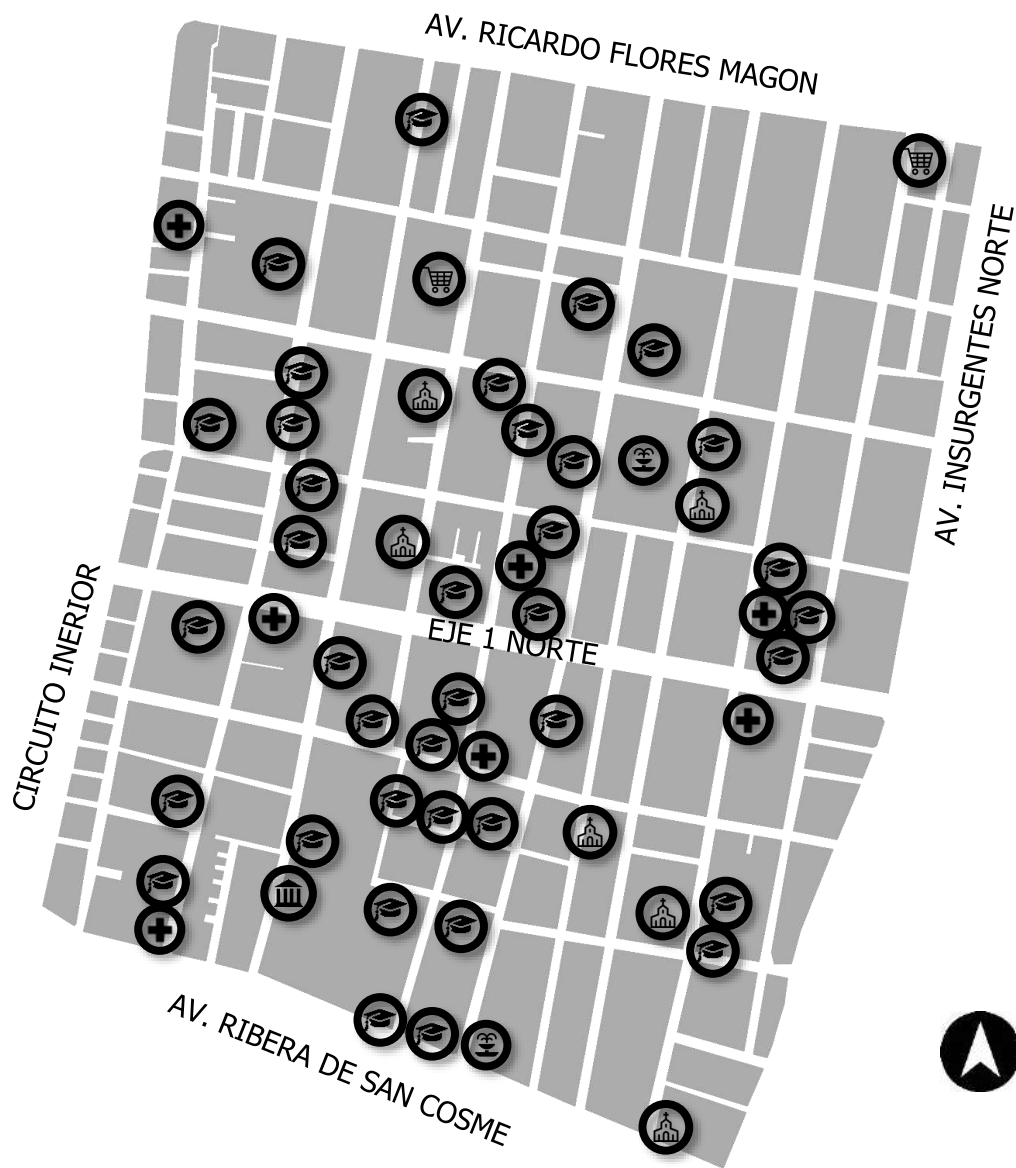 AV. RICARDO FLORES MAGON
AV. INSURGENTES NORTE
EJE 1 NORTE
CIRCUITO INERIOR
AV. RIBERA DE SAN COSME